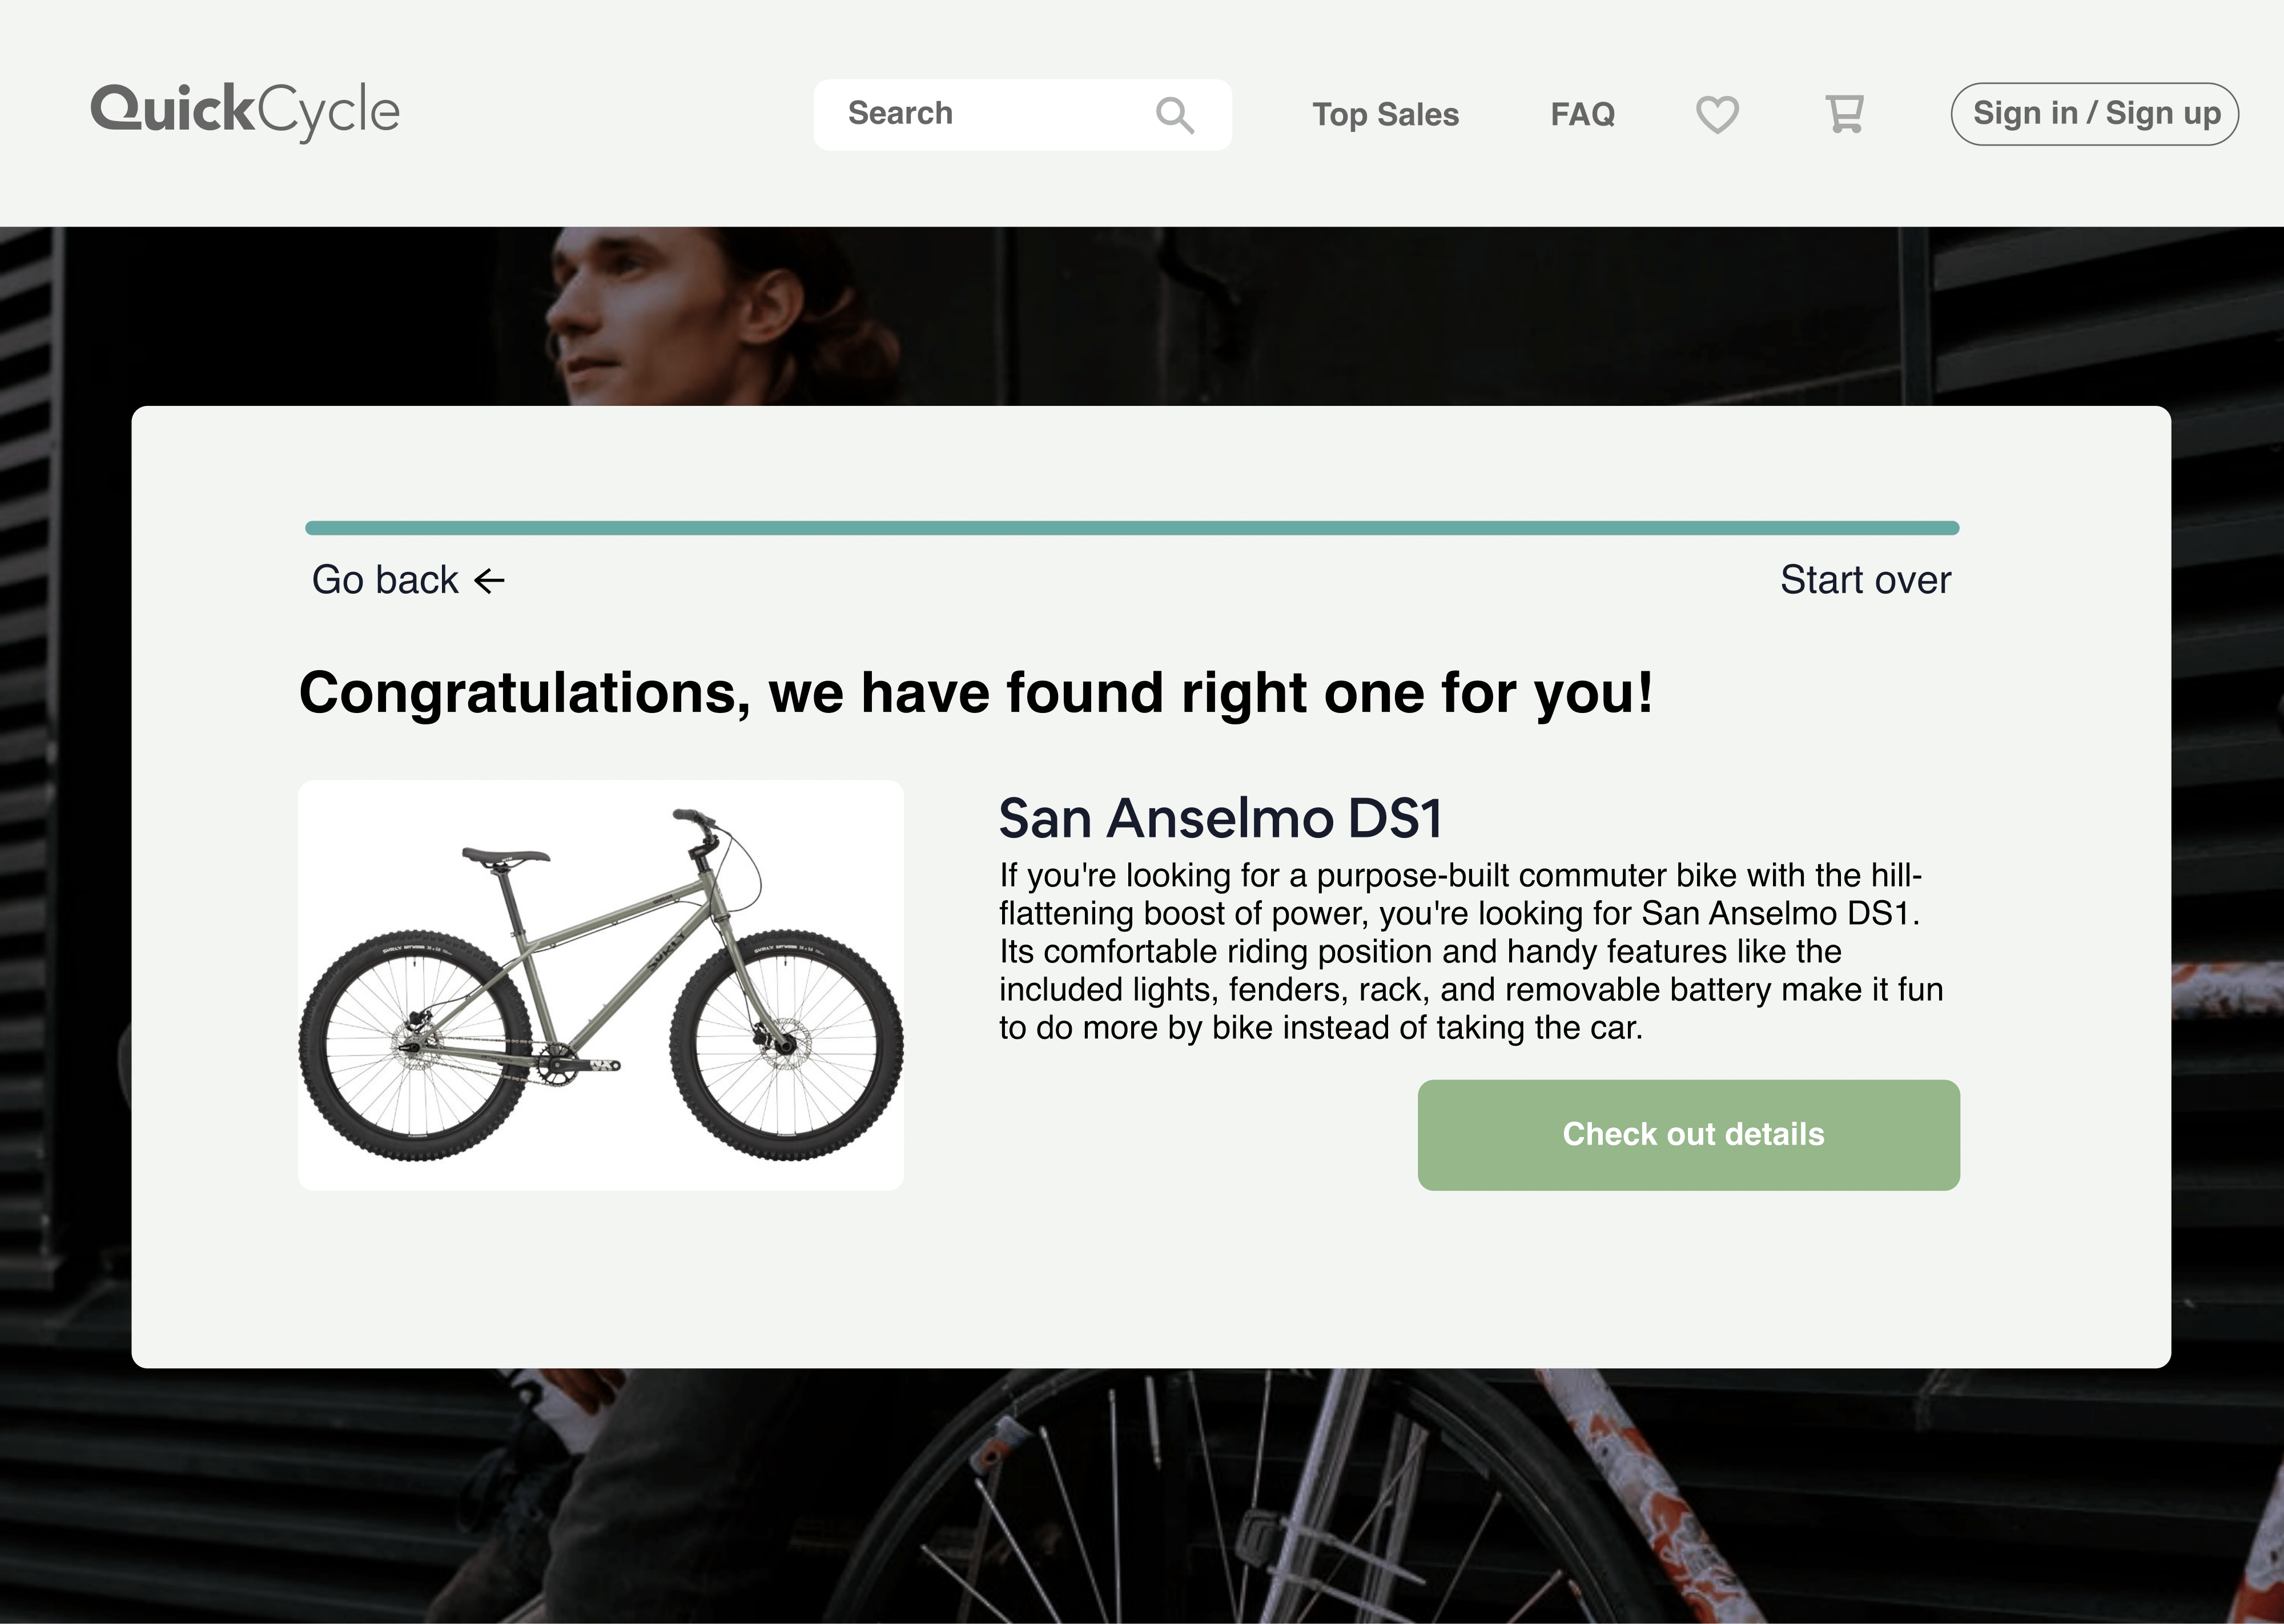 QuickCycle
Search
Top Sales
FAQ
Sign in / Sign up
Go back ←
Start over
Congratulations, we have found right one for you!
SURLY
San Anselmo DS1
If you're looking for a purpose-built commuter bike with the hill-
flattening boost of power, you're looking for San Anselmo DS1.
Its comfortable riding position and handy features like the
included lights, fenders, rack, and removable battery make it fun
to do more by bike instead of taking the car.
Check out details